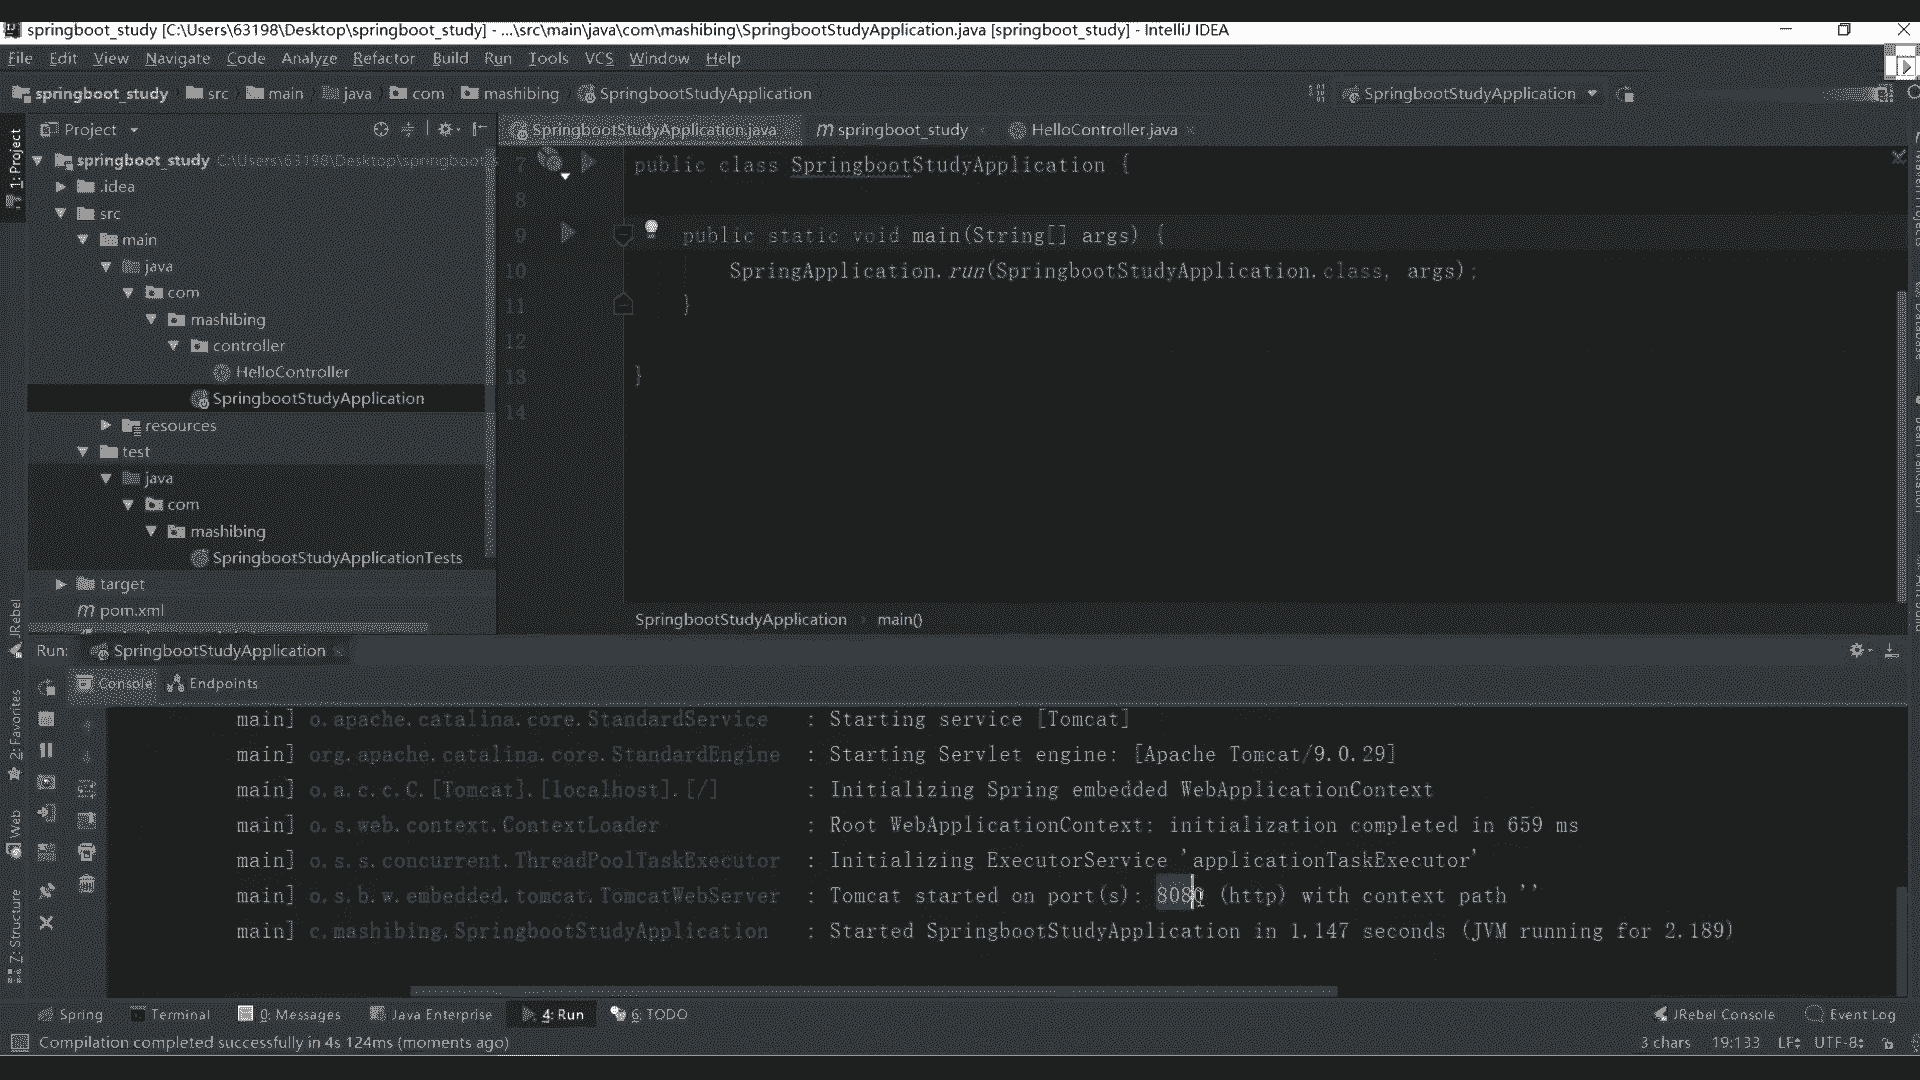 springboot_study [C:\Users\63198\Desktop\springboot_study] - ...\src\main\java\com\mashibing\SpringbootStudyApplication.java [springboot_study] - IntelliJ IDEA
File Edit View Navigate Code Analyze Refactor Build Run Tools VCS Window Help
springboot_study src main java com mashibing SpringbootStudyApplication SpringbootStudyApplication
1: Project
Project
SpringbootStudyApplication.java springboot_study HelloController.java
springboot_study C:\Users\63198\Desktop\springboot
.idea
src
main
java
com
mashibing
controller
HelloController
SpringbootStudyApplication
resources
test
java
com
mashibing
SpringbootStudyApplicationTests
target
pom.xml
7 public class SpringbootStudyApplication {
8
9 public static void main(String[] args) {
10 SpringApplication.run(SpringbootStudyApplication.class, args);
11 }
12
13 }
14
SpringbootStudyApplication main()
JRebel
2: Favorites
Web
Z: Structure
Run: SpringbootStudyApplication
Console Endpoints
main] o.apache.catalina.core.StandardService : Starting service [Tomcat]
main] org.apache.catalina.core.StandardEngine : Starting Servlet engine: [Apache Tomcat/9.0.29]
main] o.a.c.c.C.[Tomcat].[localhost].[/] : Initializing Spring embedded WebApplicationContext
main] o.s.web.context.ContextLoader : Root WebApplicationContext: initialization completed in 659 ms
main] o.s.s.concurrent.ThreadPoolTaskExecutor : Initializing ExecutorService 'applicationTaskExecutor'
main] o.s.b.w.embedded.tomcat.TomcatWebServer : Tomcat started on port(s): 8080 (http) with context path ''
main] c.mashibing.SpringbootStudyApplication : Started SpringbootStudyApplication in 1.147 seconds (JVM running for 2.189)
Spring Terminal 0: Messages Java Enterprise 4: Run 6: TODO JRebel Console Event Log
Compilation completed successfully in 4s 124ms (moments ago) 3 chars 19:133 LF UTF-8